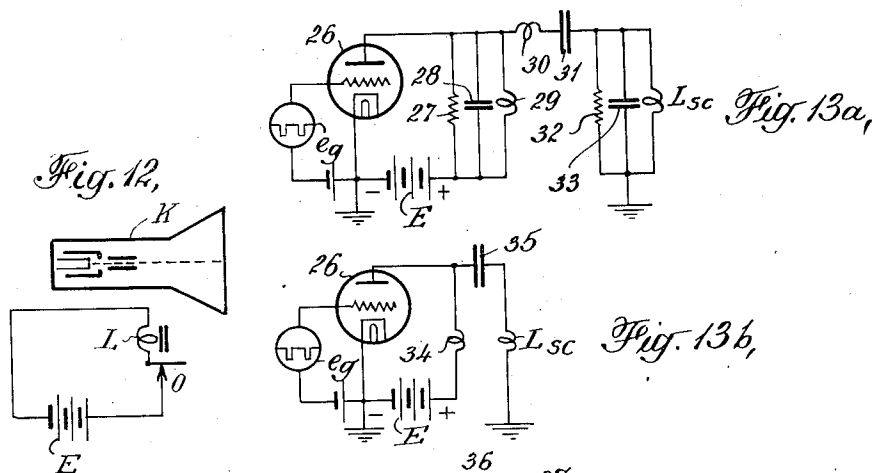 26
28
27
29
30
31
32
33
Lsc
Fig. 13a,
eg
-
E
+
Fig. 12,
K
L
O
E
26
35
34
Lsc
Fig. 13b,
eg
-
E
+
36